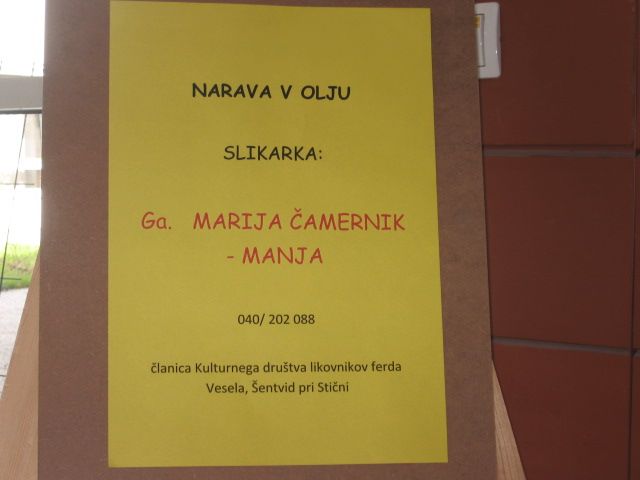 NARAVA V OLJU
SLIKARKA:
Ga. MARIJA ČAMERNIK
- MANJA
040/ 202 088
članica Kulturnega društva likovnikov ferda
Vesela, Šentvid pri Stični